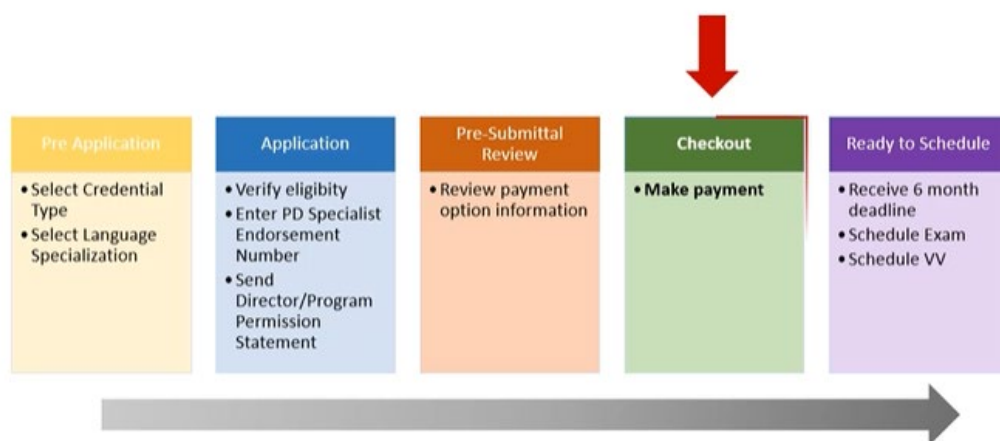 Pre Application
• Select Credential
Type
• Select Language
Specialization
Application
• Verify eligibity
• Enter PD Specialist
Endorsement
Number
• Send
Director/Program
Permission
Statement
Pre-Submittal
Review
• Review payment
option information
Checkout
• Make payment
Ready to Schedule
• Receive 6 month
deadline
• Schedule Exam
• Schedule VV